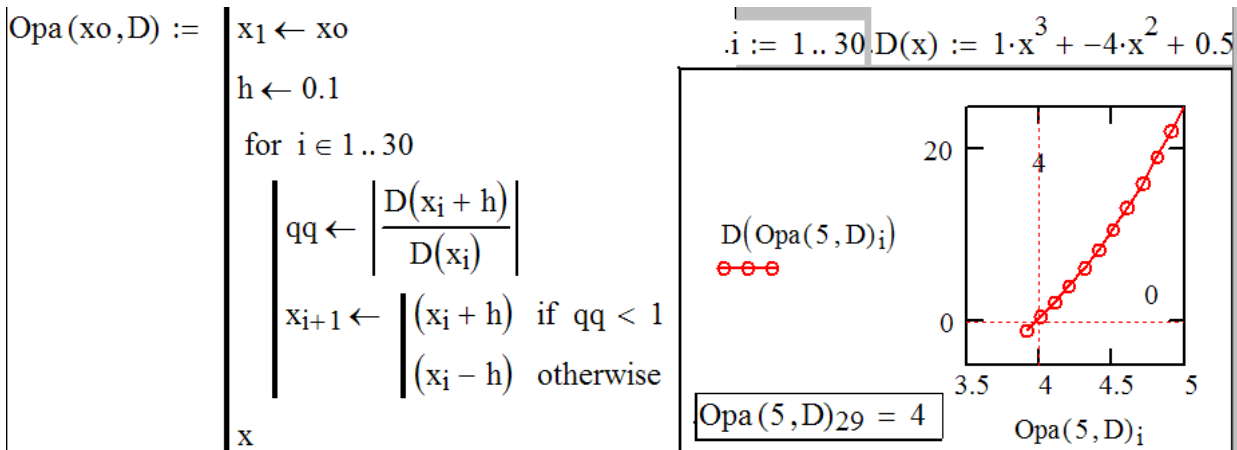 Opa(xo,D) :=
x₁ ← xo
h ← 0.1
for i ∈ 1..30
qq ← |D(xᵢ + h)/D(xᵢ)|
xᵢ₊₁ ← (xᵢ + h) if qq < 1
(xᵢ − h) otherwise
x
i := 1..30 D(x) := 1·x³ + −4·x² + 0.5
20
4
D(Opa(5,D)ᵢ)
0
0
3.5 4 4.5 5
Opa(5,D)₂₉ = 4
Opa(5,D)ᵢ